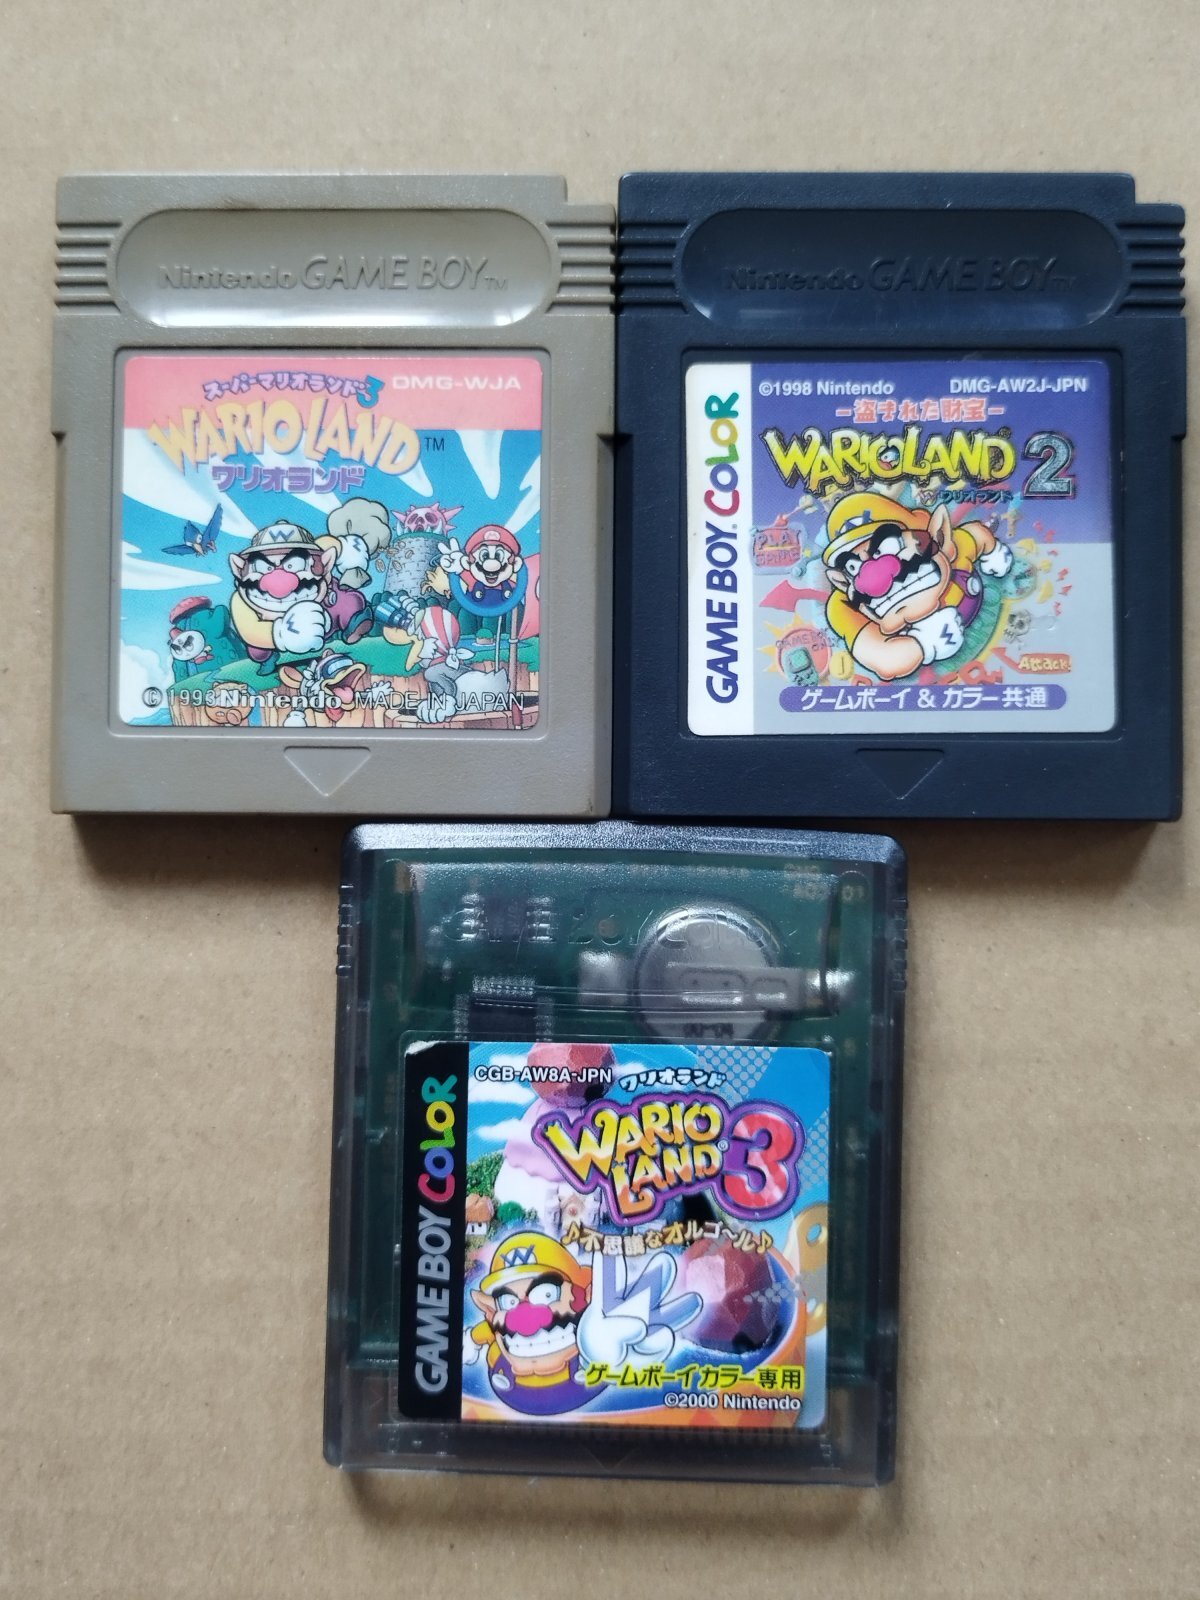 Nintendo GAME BOY™
スーパーマリオランド3 DMG-WJA
WARIO LAND™
ワリオランド
©1993 Nintendo MADE IN JAPAN
Nintendo GAME BOY™
GAME BOY COLOR
©1998 Nintendo DMG-AW2J-JPN
-盗まれた財宝-
WARIO LAND® 2
ワリオランド
Attack!
ゲームボーイ & カラー共通
GAME BOY COLOR
CGB-AW8A-JPN ワリオランド
WARIO LAND® 3
♪不思議なオルゴール♪
ゲームボーイカラー専用
©2000 Nintendo